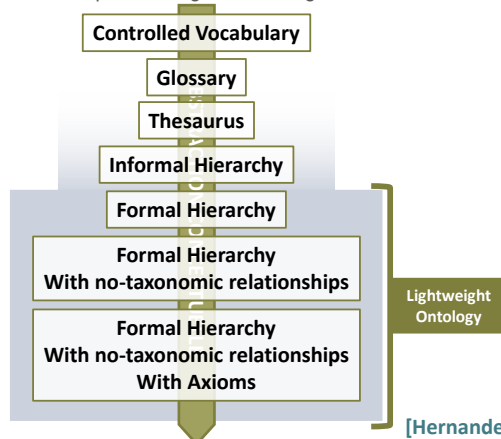 Controlled Vocabulary
Glossary
Thesaurus
Informal Hierarchy
Formal Hierarchy
Formal Hierarchy
With no-taxonomic relationships
Formal Hierarchy
With no-taxonomic relationships
With Axioms
Lightweight
Ontology
[Hernande